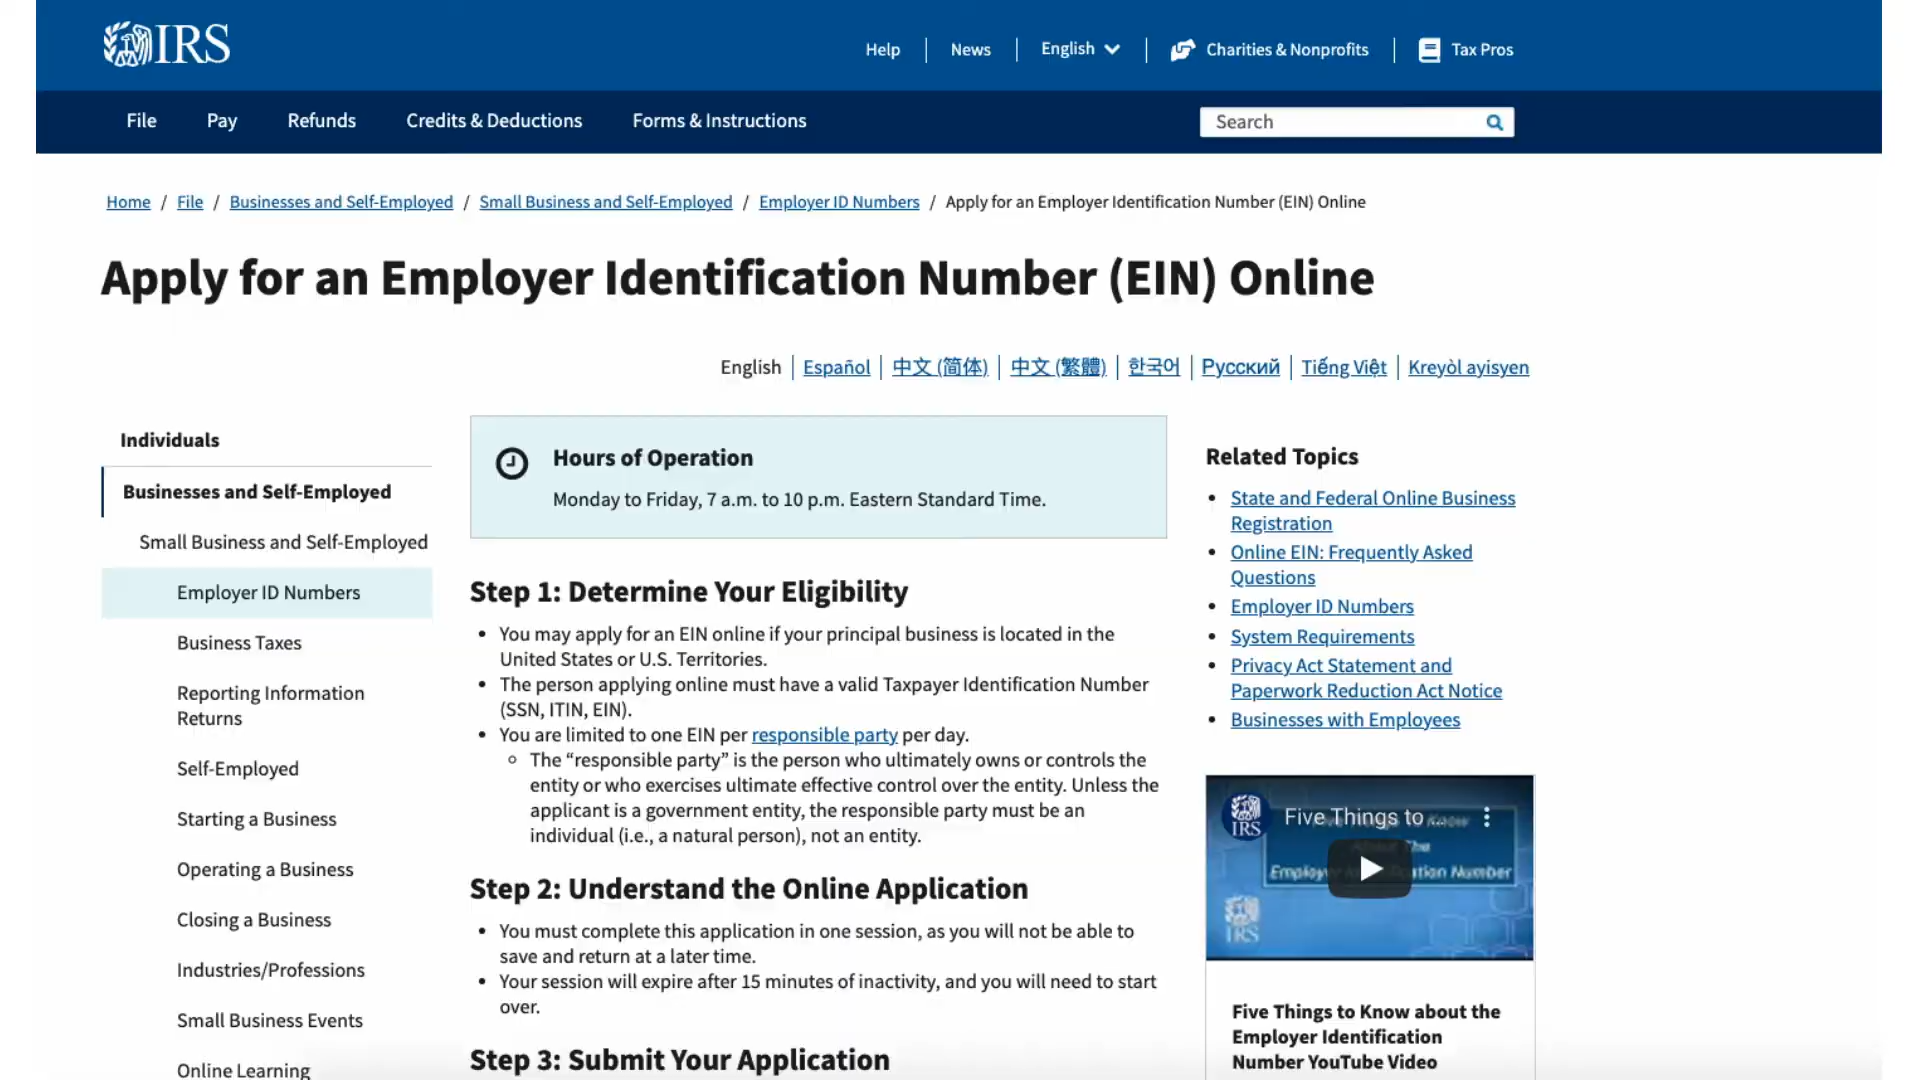 IRS
Help
News
English
Charities & Nonprofits
Tax Pros
File
Pay
Refunds
Credits & Deductions
Forms & Instructions
Search
Home / File / Businesses and Self-Employed / Small Business and Self-Employed / Employer ID Numbers / Apply for an Employer Identification Number (EIN) Online
Apply for an Employer Identification Number (EIN) Online
English | Español | 中文 (简体) | 中文 (繁體) | 한국어 | Русский | Tiếng Việt | Kreyòl ayisyen
Individuals
Businesses and Self-Employed
Small Business and Self-Employed
Employer ID Numbers
Business Taxes
Reporting Information
Returns
Self-Employed
Starting a Business
Operating a Business
Closing a Business
Industries/Professions
Small Business Events
Online Learning
Hours of Operation
Monday to Friday, 7 a.m. to 10 p.m. Eastern Standard Time.
Step 1: Determine Your Eligibility
• You may apply for an EIN online if your principal business is located in the
United States or U.S. Territories.
• The person applying online must have a valid Taxpayer Identification Number
(SSN, ITIN, EIN).
• You are limited to one EIN per responsible party per day.
◦ The “responsible party” is the person who ultimately owns or controls the
entity or who exercises ultimate effective control over the entity. Unless the
applicant is a government entity, the responsible party must be an
individual (i.e., a natural person), not an entity.
Step 2: Understand the Online Application
• You must complete this application in one session, as you will not be able to
save and return at a later time.
• Your session will expire after 15 minutes of inactivity, and you will need to start
over.
Step 3: Submit Your Application
Related Topics
• State and Federal Online Business
Registration
• Online EIN: Frequently Asked
Questions
• Employer ID Numbers
• System Requirements
• Privacy Act Statement and
Paperwork Reduction Act Notice
• Businesses with Employees
IRS
Five Things to ...
The
Number
IRS
Five Things to Know about the
Employer Identification
Number YouTube Video